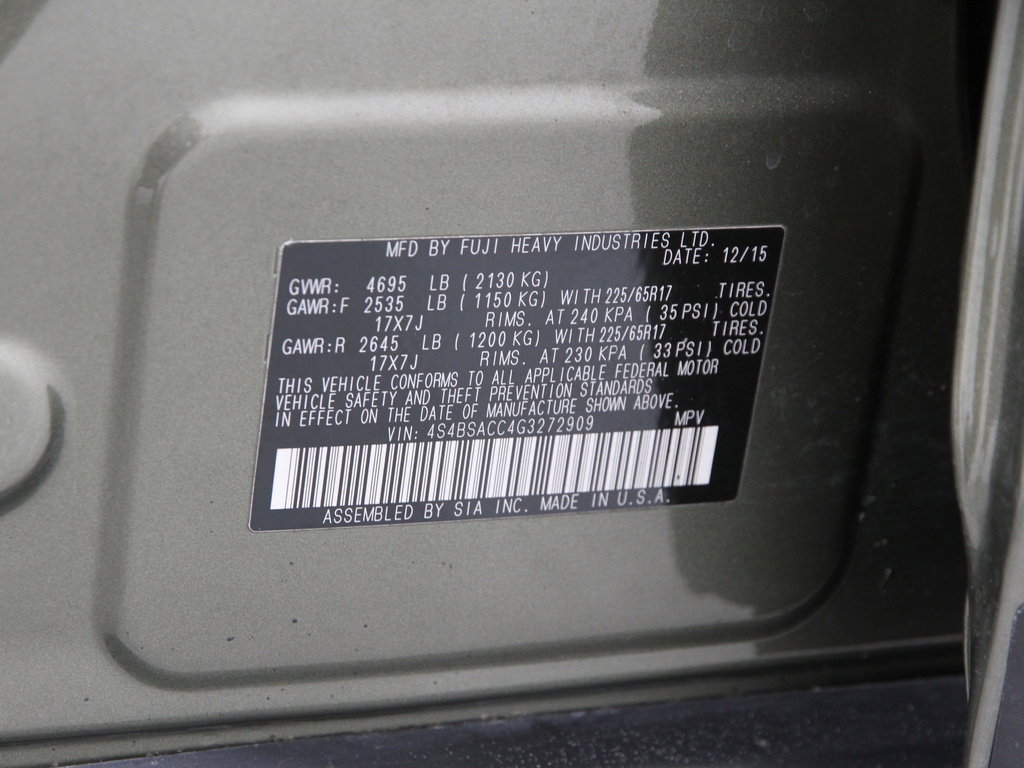 MFD BY FUJI HEAVY INDUSTRIES LTD.
DATE: 12/15
GVWR: 4695 LB ( 2130 KG)
GAWR:F 2535 LB ( 1150 KG) WITH 225/65R17 TIRES.
17X7J RIMS. AT 240 KPA ( 35 PSI) COLD
GAWR:R 2645 LB ( 1200 KG) WITH 225/65R17 TIRES.
17X7J RIMS. AT 230 KPA ( 33 PSI) COLD
THIS VEHICLE CONFORMS TO ALL APPLICABLE FEDERAL MOTOR
VEHICLE SAFETY AND THEFT PREVENTION STANDARDS
IN EFFECT ON THE DATE OF MANUFACTURE SHOWN ABOVE.
VIN: 4S4BSACC4G3272909 MPV
ASSEMBLED BY SIA INC. MADE IN U.S.A.